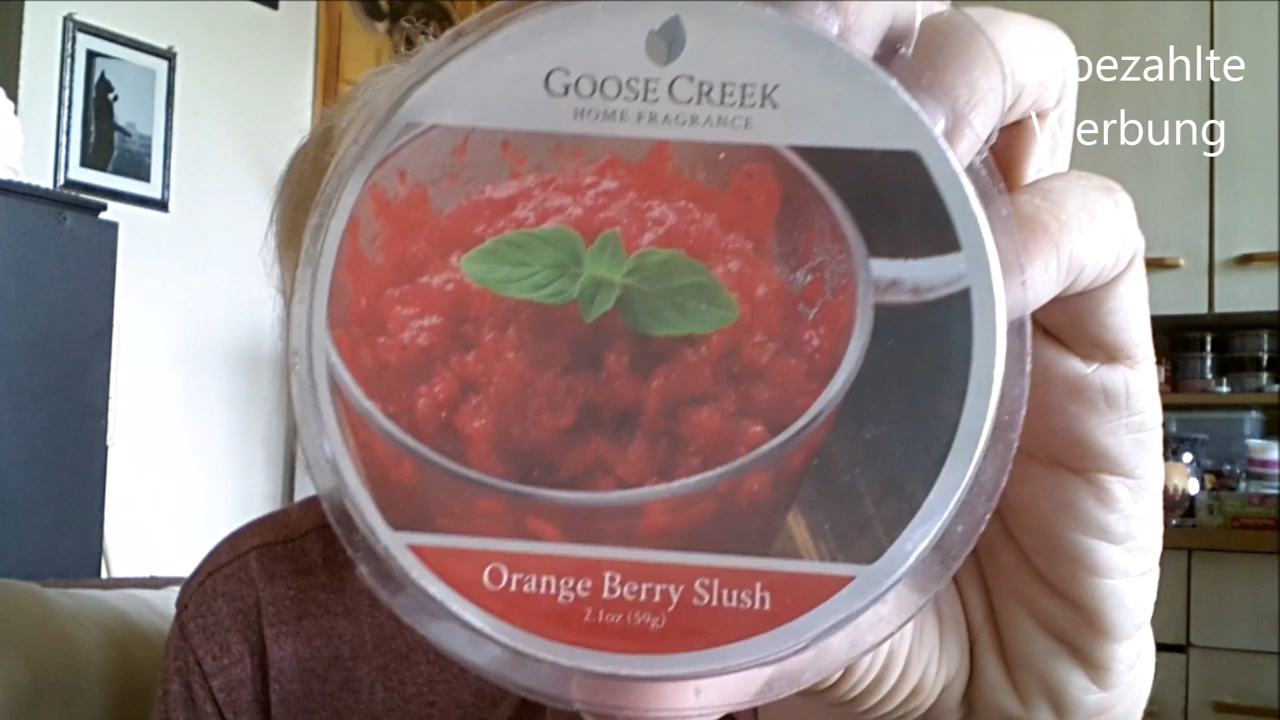 GOOSE CREEK
HOME FRAGRANCE
Orange Berry Slush
2.1oz (59g)
Werbung